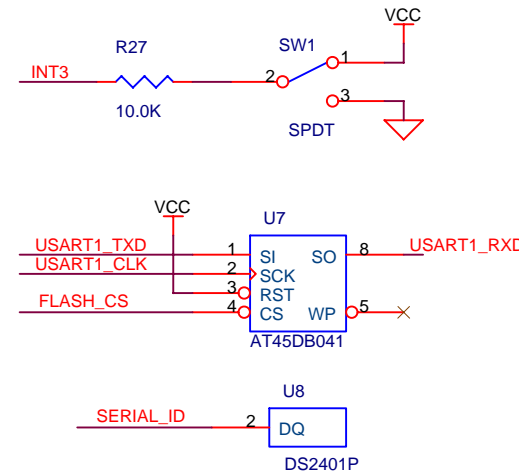 VCC
R27
SW1
1
INT3
2
3
10.0K
SPDT
VCC
U7
USART1_TXD
1
SI
SO
8
USART1_RXD
USART1_CLK
2
SCK
3
RST
FLASH_CS
4
CS
WP
5
AT45DB041
U8
SERIAL_ID
2
DQ
DS2401P